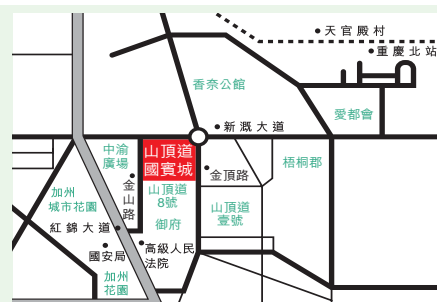 天官殿村
重慶北站
香奈公館
愛都會
新溉大道
中渝
廣場
山頂道
國賓城
梧桐郡
金頂路
金山路
加州
城市花園
山頂道
8號
御府
山頂道
壹號
紅錦大道
國安局
高級人民
法院
加州
花園